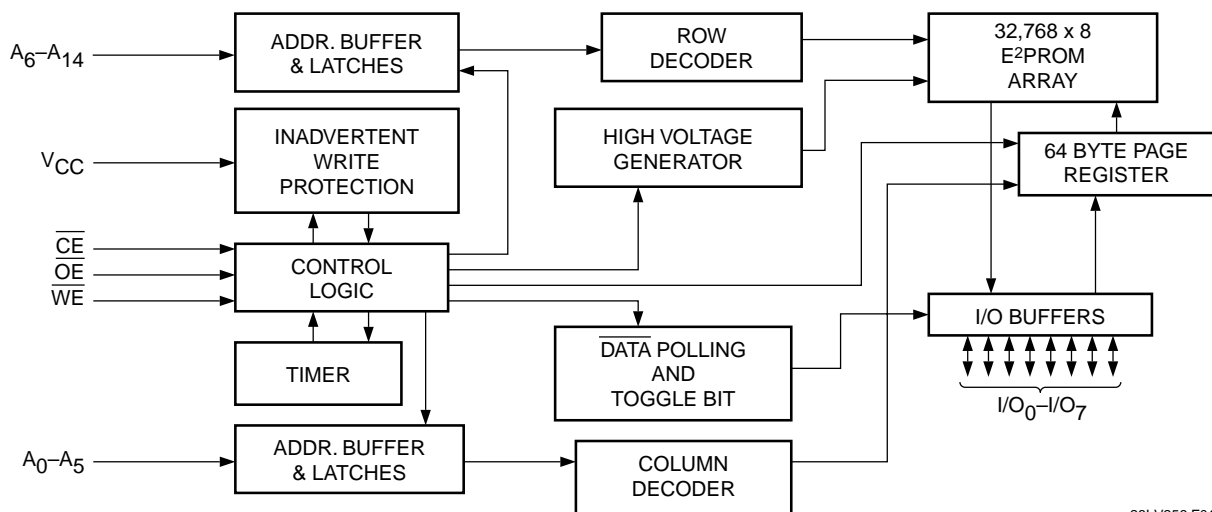 A6–A14
ADDR. BUFFER
& LATCHES
ROW
DECODER
32,768 x 8
E2PROM
ARRAY
VCC
INADVERTENT
WRITE
PROTECTION
HIGH VOLTAGE
GENERATOR
64 BYTE PAGE
REGISTER
CE
OE
WE
CONTROL
LOGIC
I/O BUFFERS
TIMER
DATA POLLING
AND
TOGGLE BIT
I/O0–I/O7
A0–A5
ADDR. BUFFER
& LATCHES
COLUMN
DECODER